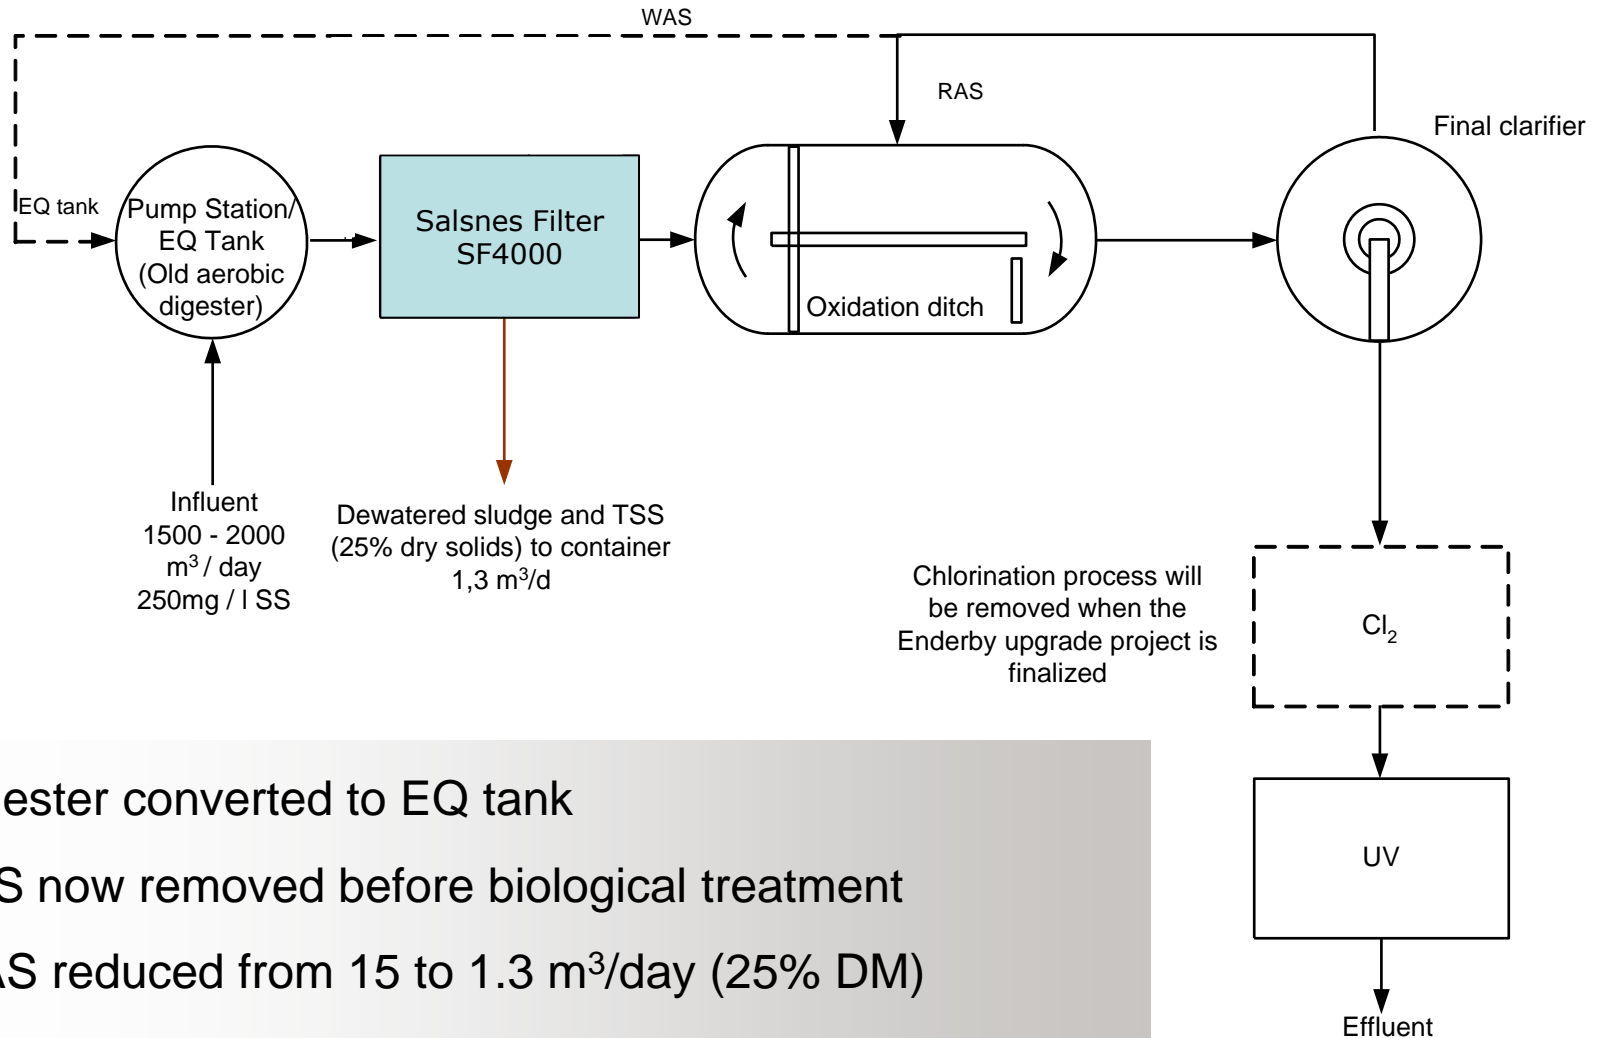 WAS
RAS
Final clarifier
EQ tank
Pump Station/
EQ Tank
(Old aerobic
digester)
Salsnes Filter
SF4000
Oxidation ditch
Influent
1500 - 2000
m³ / day
250mg / l SS
Dewatered sludge and TSS
(25% dry solids) to container
1,3 m³/d
Chlorination process will
be removed when the
Enderby upgrade project is
finalized
Cl₂
UV
Effluent
ester converted to EQ tank
S now removed before biological treatment
AS reduced from 15 to 1.3 m³/day (25% DM)